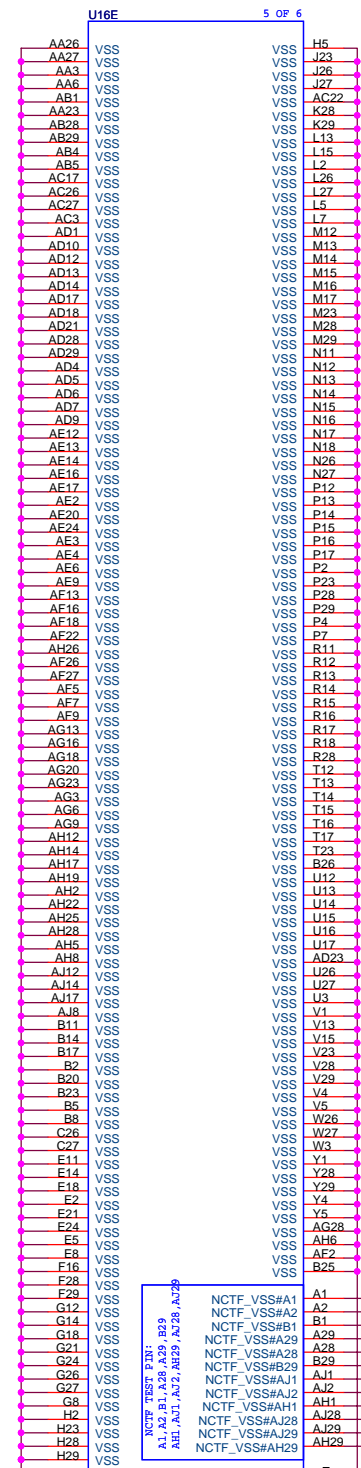 U16E 5 OF 6
AA26 VSS VSS H5
AA27 VSS VSS J23
AA3 VSS VSS J26
AA6 VSS VSS J27
AB1 VSS VSS AC22
AA23 VSS VSS K28
AB28 VSS VSS K29
AB29 VSS VSS L13
AB4 VSS VSS L15
AB5 VSS VSS L2
AC17 VSS VSS L26
AC26 VSS VSS L27
AC27 VSS VSS L5
AC3 VSS VSS L7
AD1 VSS VSS M12
AD10 VSS VSS M13
AD12 VSS VSS M14
AD13 VSS VSS M15
AD14 VSS VSS M16
AD17 VSS VSS M17
AD18 VSS VSS M23
AD21 VSS VSS M28
AD28 VSS VSS M29
AD29 VSS VSS N11
AD4 VSS VSS N12
AD5 VSS VSS N13
AD6 VSS VSS N14
AD7 VSS VSS N15
AD9 VSS VSS N16
AE12 VSS VSS N17
AE13 VSS VSS N18
AE14 VSS VSS N26
AE16 VSS VSS N27
AE17 VSS VSS P12
AE2 VSS VSS P13
AE20 VSS VSS P14
AE24 VSS VSS P15
AE3 VSS VSS P16
AE4 VSS VSS P17
AE6 VSS VSS P2
AE9 VSS VSS P23
AF13 VSS VSS P28
AF16 VSS VSS P29
AF18 VSS VSS P4
AF22 VSS VSS P7
AH26 VSS VSS R11
AF26 VSS VSS R12
AF27 VSS VSS R13
AF5 VSS VSS R14
AF7 VSS VSS R15
AF9 VSS VSS R16
AG13 VSS VSS R17
AG16 VSS VSS R18
AG18 VSS VSS R28
AG20 VSS VSS T12
AG23 VSS VSS T13
AG3 VSS VSS T14
AG6 VSS VSS T15
AG9 VSS VSS T16
AH12 VSS VSS T17
AH14 VSS VSS T23
AH17 VSS VSS B26
AH19 VSS VSS U12
AH2 VSS VSS U13
AH22 VSS VSS U14
AH25 VSS VSS U15
AH28 VSS VSS U16
AH5 VSS VSS U17
AH8 VSS VSS AD23
AJ12 VSS VSS U26
AJ14 VSS VSS U27
AJ17 VSS VSS U3
AJ8 VSS VSS V1
B11 VSS VSS V13
B14 VSS VSS V15
B17 VSS VSS V23
B2 VSS VSS V28
B20 VSS VSS V29
B23 VSS VSS V4
B5 VSS VSS V5
B8 VSS VSS W26
C26 VSS VSS W27
C27 VSS VSS W3
E11 VSS VSS Y1
E14 VSS VSS Y28
E18 VSS VSS Y29
E2 VSS VSS Y4
E21 VSS VSS Y5
E24 VSS VSS AG28
E5 VSS VSS AH6
E8 VSS VSS AF2
F16 VSS VSS B25
F28 VSS
F29 VSS NCTF_VSS#A1 A1
G12 VSS NCTF_VSS#A2 A2
G14 VSS NCTF_VSS#B1 B1
G18 VSS NCTF_VSS#A29 A29
G21 VSS NCTF_VSS#A28 A28
G24 VSS NCTF_VSS#B29 B29
G26 VSS NCTF_VSS#AJ1 AJ1
G27 VSS NCTF_VSS#AJ2 AJ2
G8 VSS NCTF_VSS#AH1 AH1
H2 VSS NCTF_VSS#AJ28 AJ28
H23 VSS NCTF_VSS#AJ29 AJ29
H28 VSS NCTF_VSS#AH29 AH29
H29 VSS
NCTF TEST PIN:
A1,A2,B1,A28,A29,B29
AH1,AJ1,AJ2,AH29,AJ28,AJ29